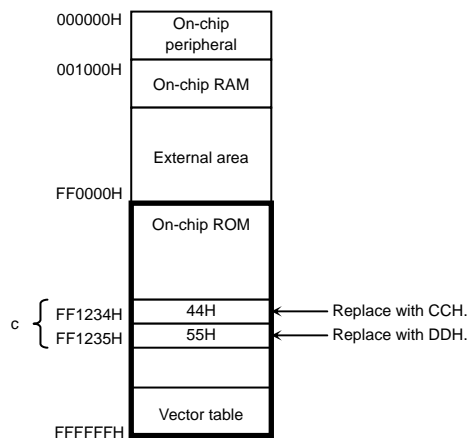 000000H
On-chip
peripheral
001000H
On-chip RAM
External area
FF0000H
On-chip ROM
c
FF1234H
44H
Replace with CCH.
FF1235H
55H
Replace with DDH.
Vector table
FFFFFFH